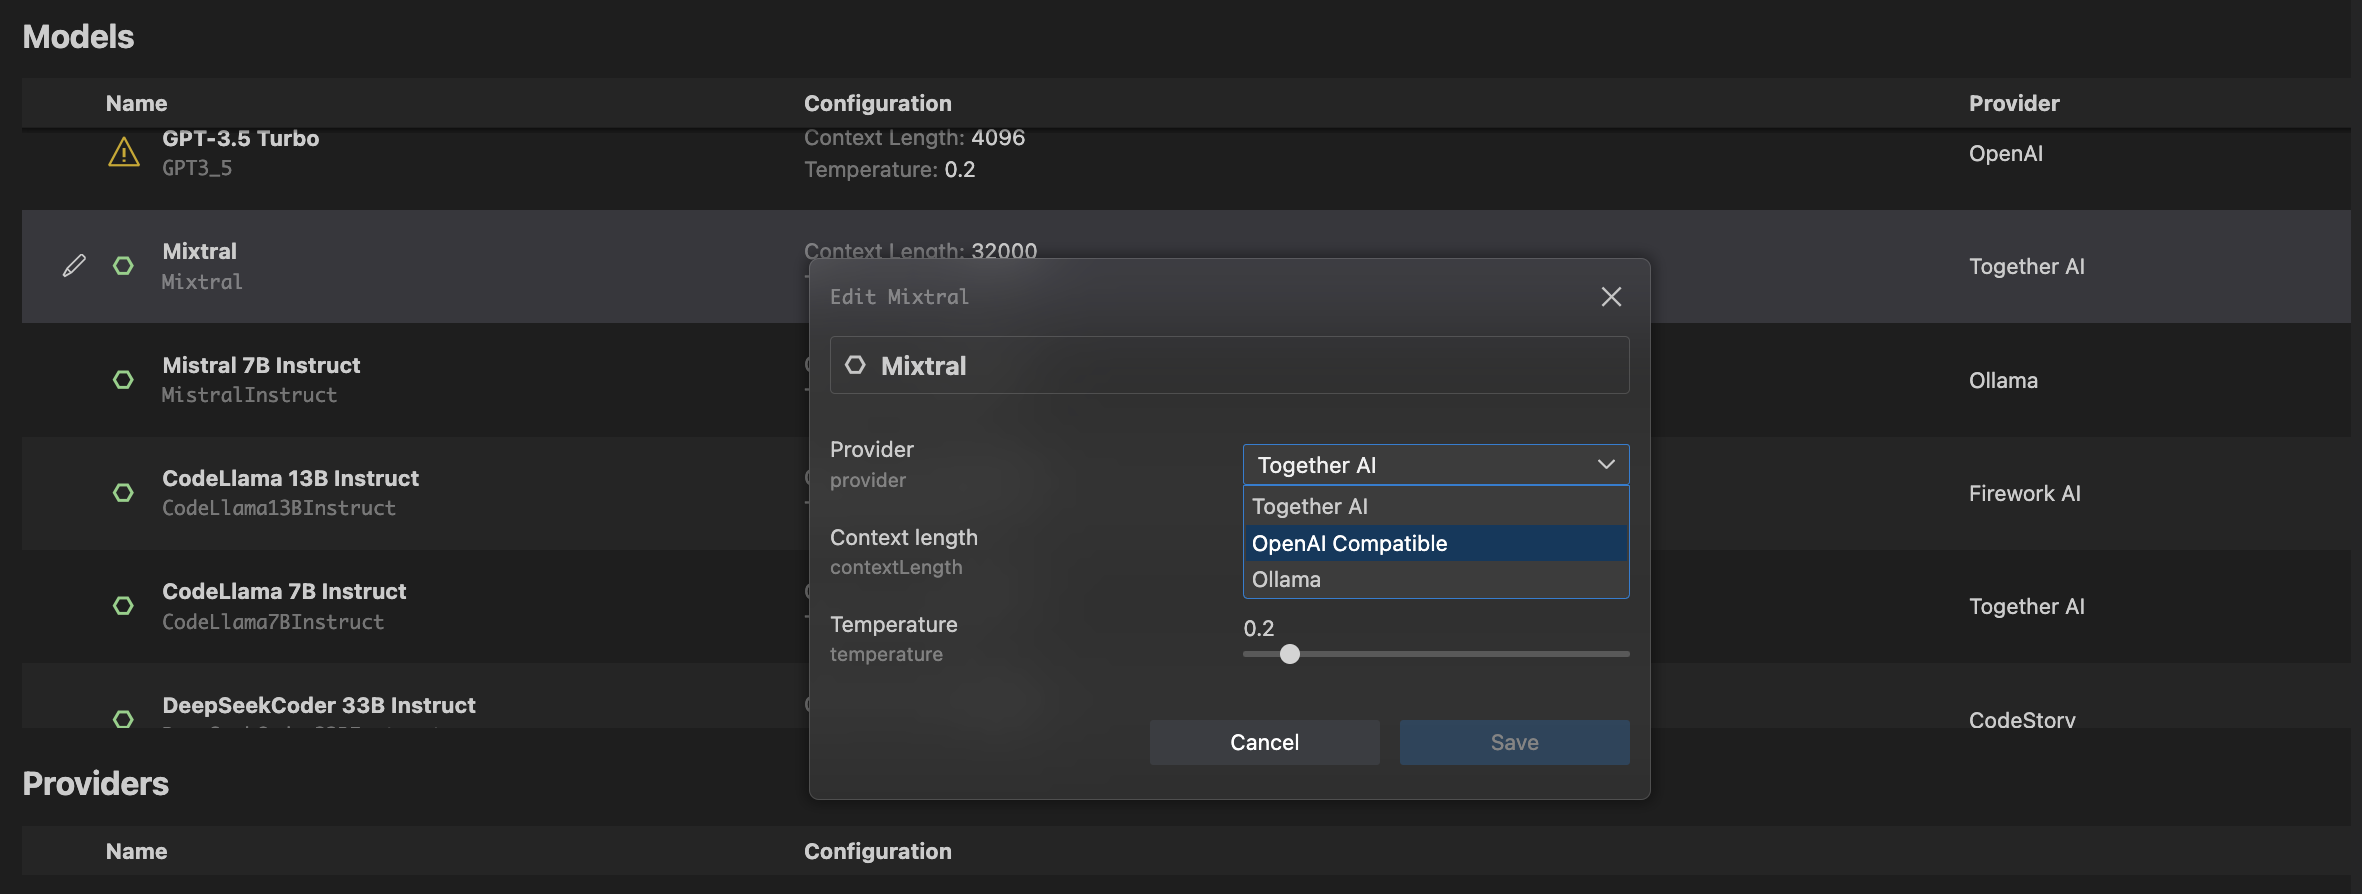 Models
Name Configuration Provider
GPT-3.5 Turbo Context Length: 4096
GPT3_5 Temperature: 0.2 OpenAI
Mixtral Context Length: 32000
Mixtral Together AI
Edit Mixtral
Mixtral
Mistral 7B Instruct
MistralInstruct Ollama
CodeLlama 13B Instruct
CodeLlama13BInstruct Firework AI
CodeLlama 7B Instruct
CodeLlama7BInstruct Together AI
DeepSeekCoder 33B Instruct
CodeStory
Provider
provider
Together AI
Together AI
OpenAI Compatible
Ollama
Context length
contextLength
Temperature
temperature
0.2
Cancel Save
Providers
Name Configuration